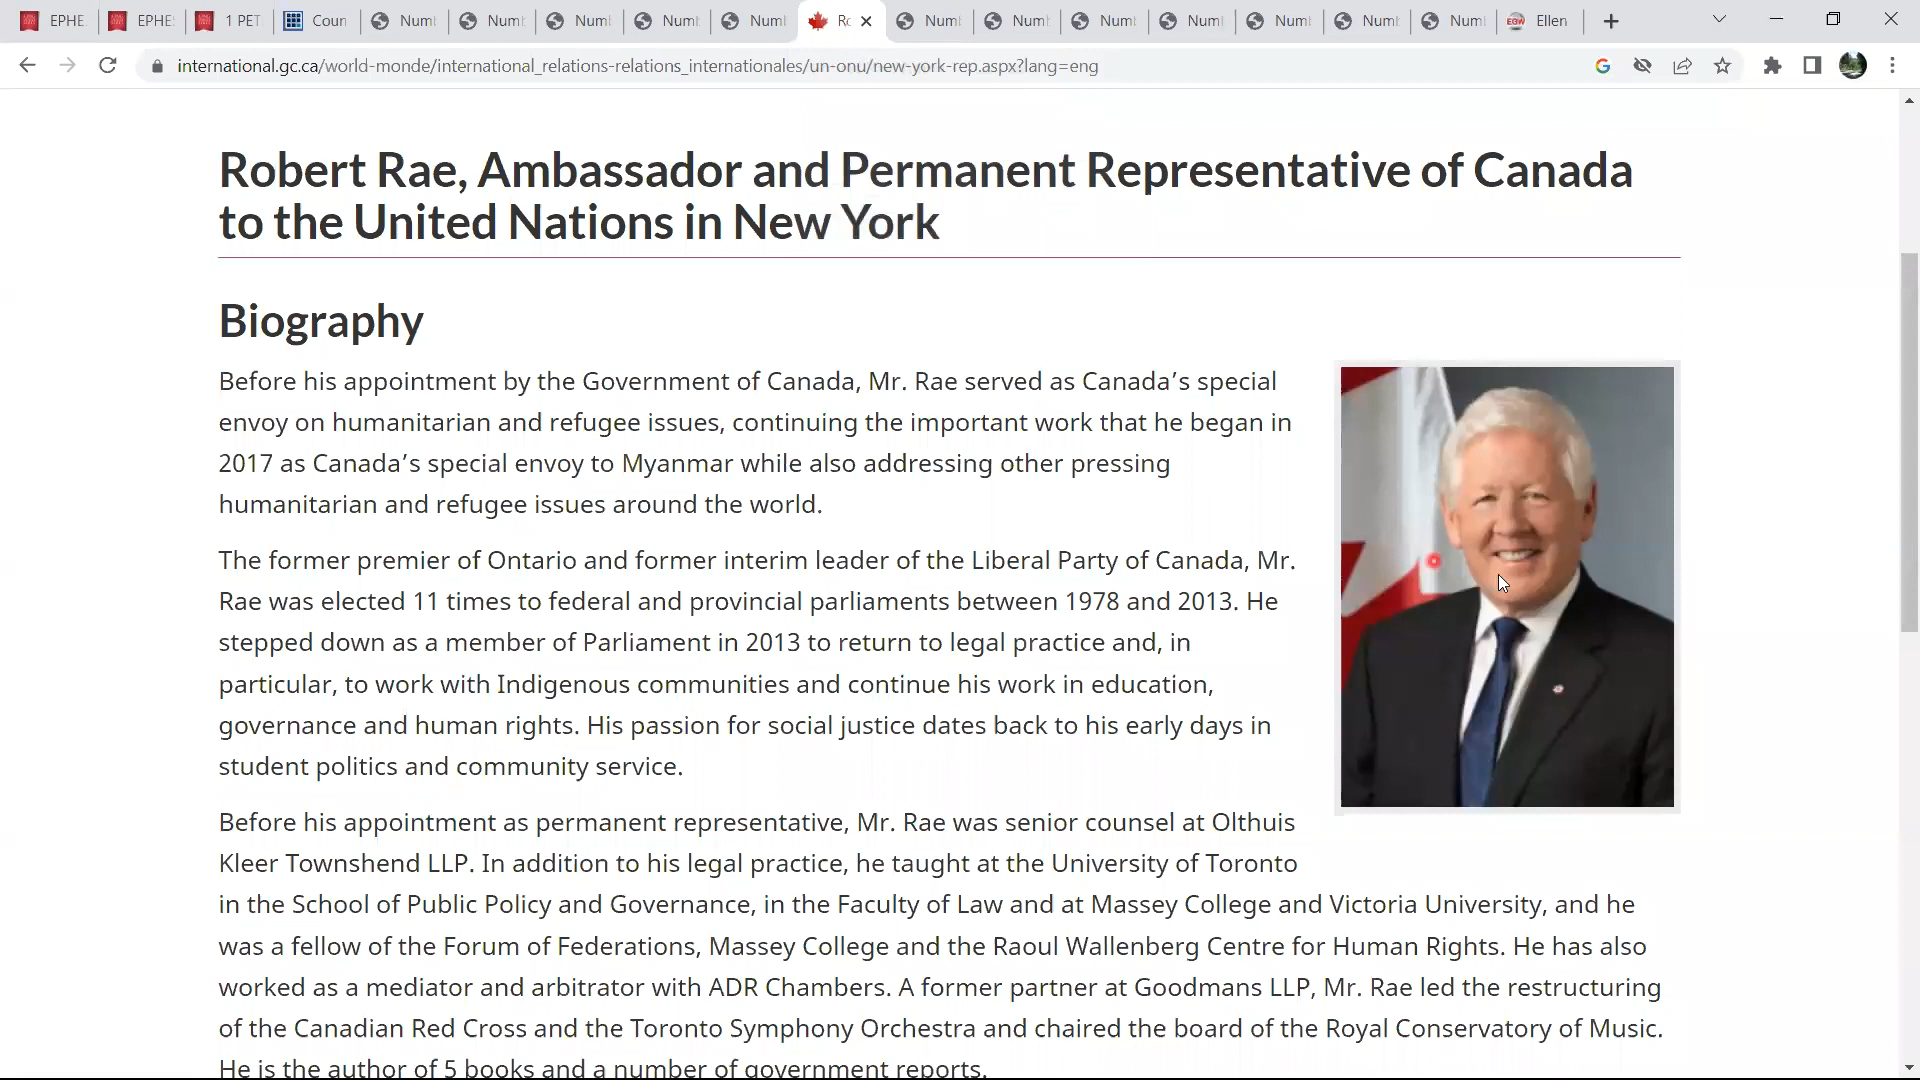 EPHE
EPHE
1 PET
Coun
Num
Num
Num
Num
Num
Ro
Num
Num
Num
Num
Num
Num
Num
EGW
Ellen
international.gc.ca/world-monde/international_relations-relations_internationales/un-onu/new-york-rep.aspx?lang=eng
Robert Rae, Ambassador and Permanent Representative of Canada
to the United Nations in New York
Biography
Before his appointment by the Government of Canada, Mr. Rae served as Canada’s special
envoy on humanitarian and refugee issues, continuing the important work that he began in
2017 as Canada’s special envoy to Myanmar while also addressing other pressing
humanitarian and refugee issues around the world.
The former premier of Ontario and former interim leader of the Liberal Party of Canada, Mr.
Rae was elected 11 times to federal and provincial parliaments between 1978 and 2013. He
stepped down as a member of Parliament in 2013 to return to legal practice and, in
particular, to work with Indigenous communities and continue his work in education,
governance and human rights. His passion for social justice dates back to his early days in
student politics and community service.
Before his appointment as permanent representative, Mr. Rae was senior counsel at Olthuis
Kleer Townshend LLP. In addition to his legal practice, he taught at the University of Toronto
in the School of Public Policy and Governance, in the Faculty of Law and at Massey College and Victoria University, and he
was a fellow of the Forum of Federations, Massey College and the Raoul Wallenberg Centre for Human Rights. He has also
worked as a mediator and arbitrator with ADR Chambers. A former partner at Goodmans LLP, Mr. Rae led the restructuring
of the Canadian Red Cross and the Toronto Symphony Orchestra and chaired the board of the Royal Conservatory of Music.
He is the author of 5 books and a number of government reports.